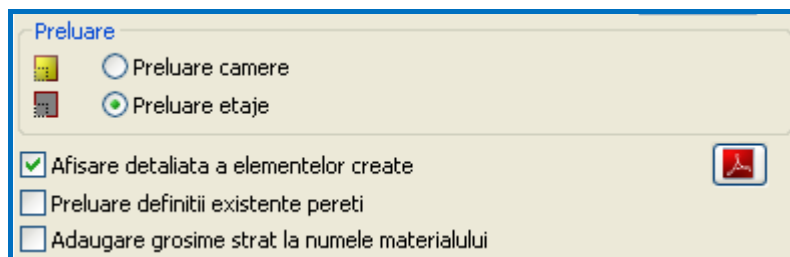 Preluare
Preluare camere
Preluare etaje
Afisare detaliata a elementelor create
Preluare definitii existente pereti
Adaugare grosime strat la numele materialului